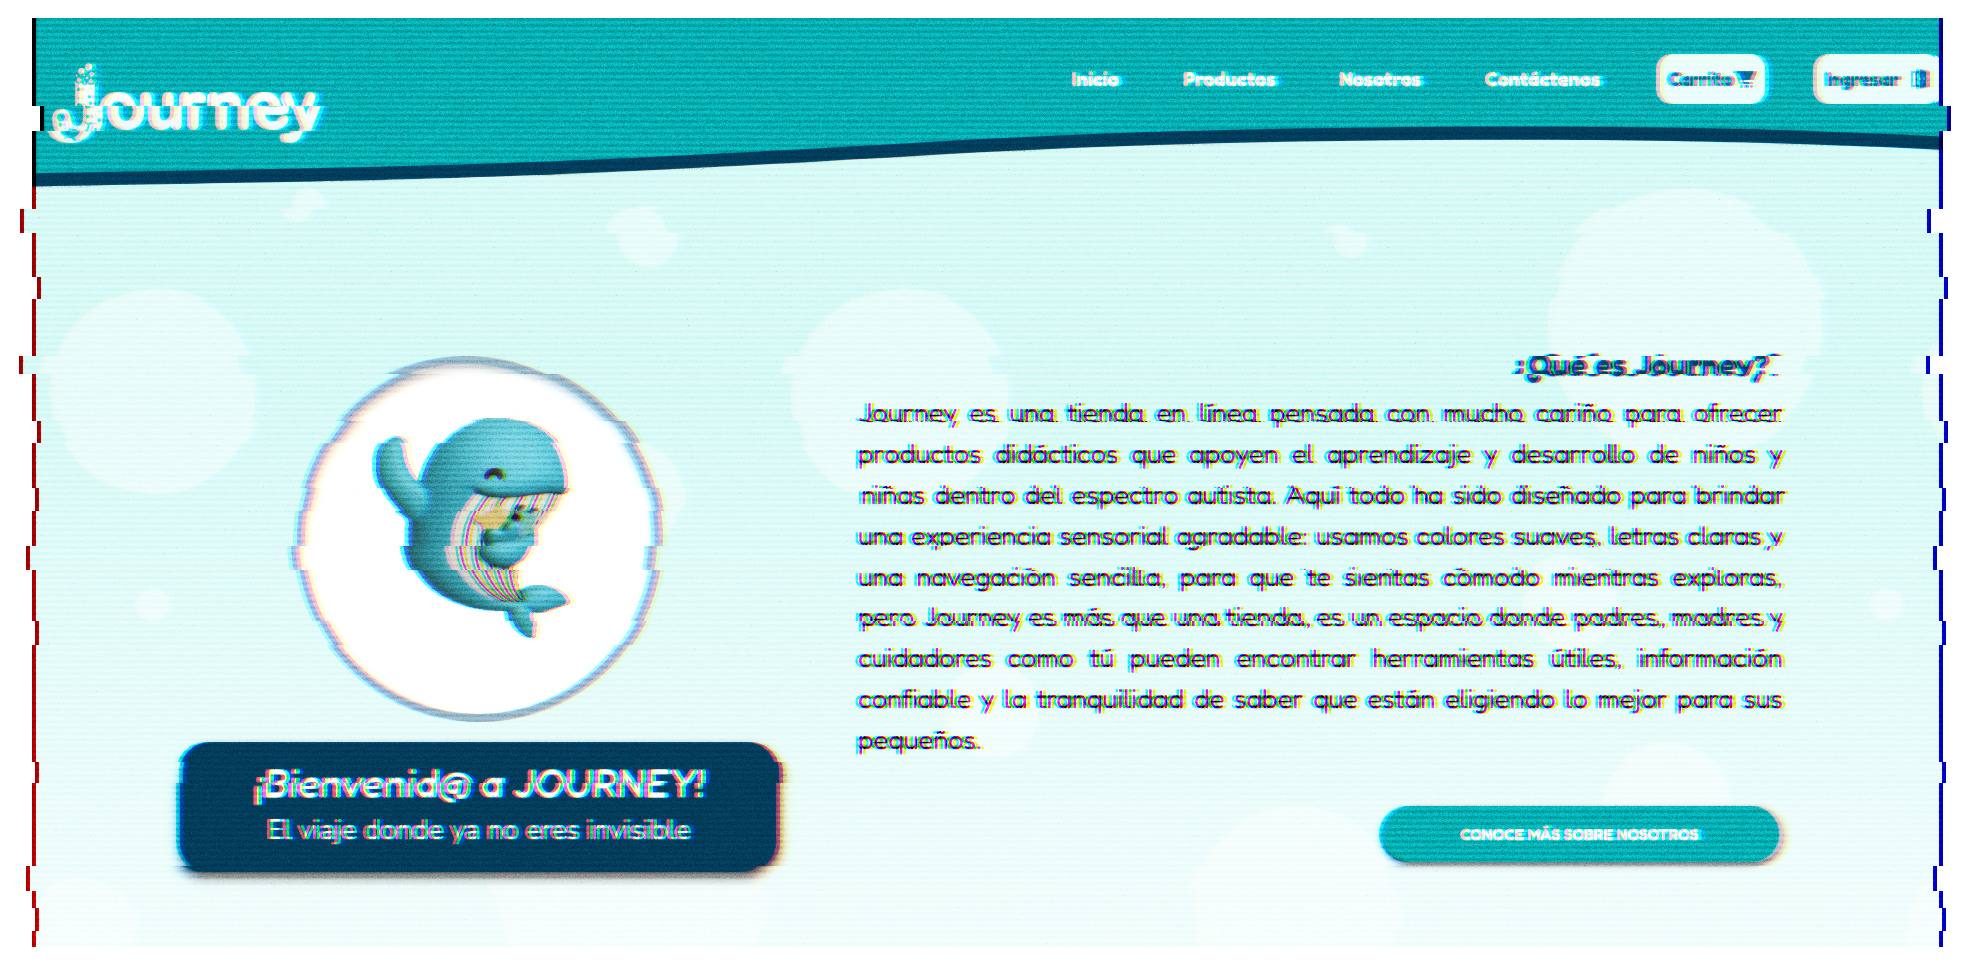 Journey
Inicio
Productos
Nosotros
Contáctenos
Carrito
Ingresar
¿Qué es Journey?
Journey es una tienda en línea pensada con mucho cariño para ofrecer
productos didácticos que apoyen el aprendizaje y desarrollo de niños y
niñas dentro del espectro autista. Aquí todo ha sido diseñado para brindar
una experiencia sensorial agradable: usamos colores suaves, letras claras y
una navegación sencilla, para que te sientas cómodo mientras exploras,
pero Journey es más que una tienda, es un espacio donde padres, madres y
cuidadores como tú pueden encontrar herramientas útiles, información
confiable y la tranquilidad de saber que están eligiendo lo mejor para sus
pequeños.
¡Bienvenid@ a JOURNEY!
El viaje donde ya no eres invisible
CONOCE MÁS SOBRE NOSOTROS